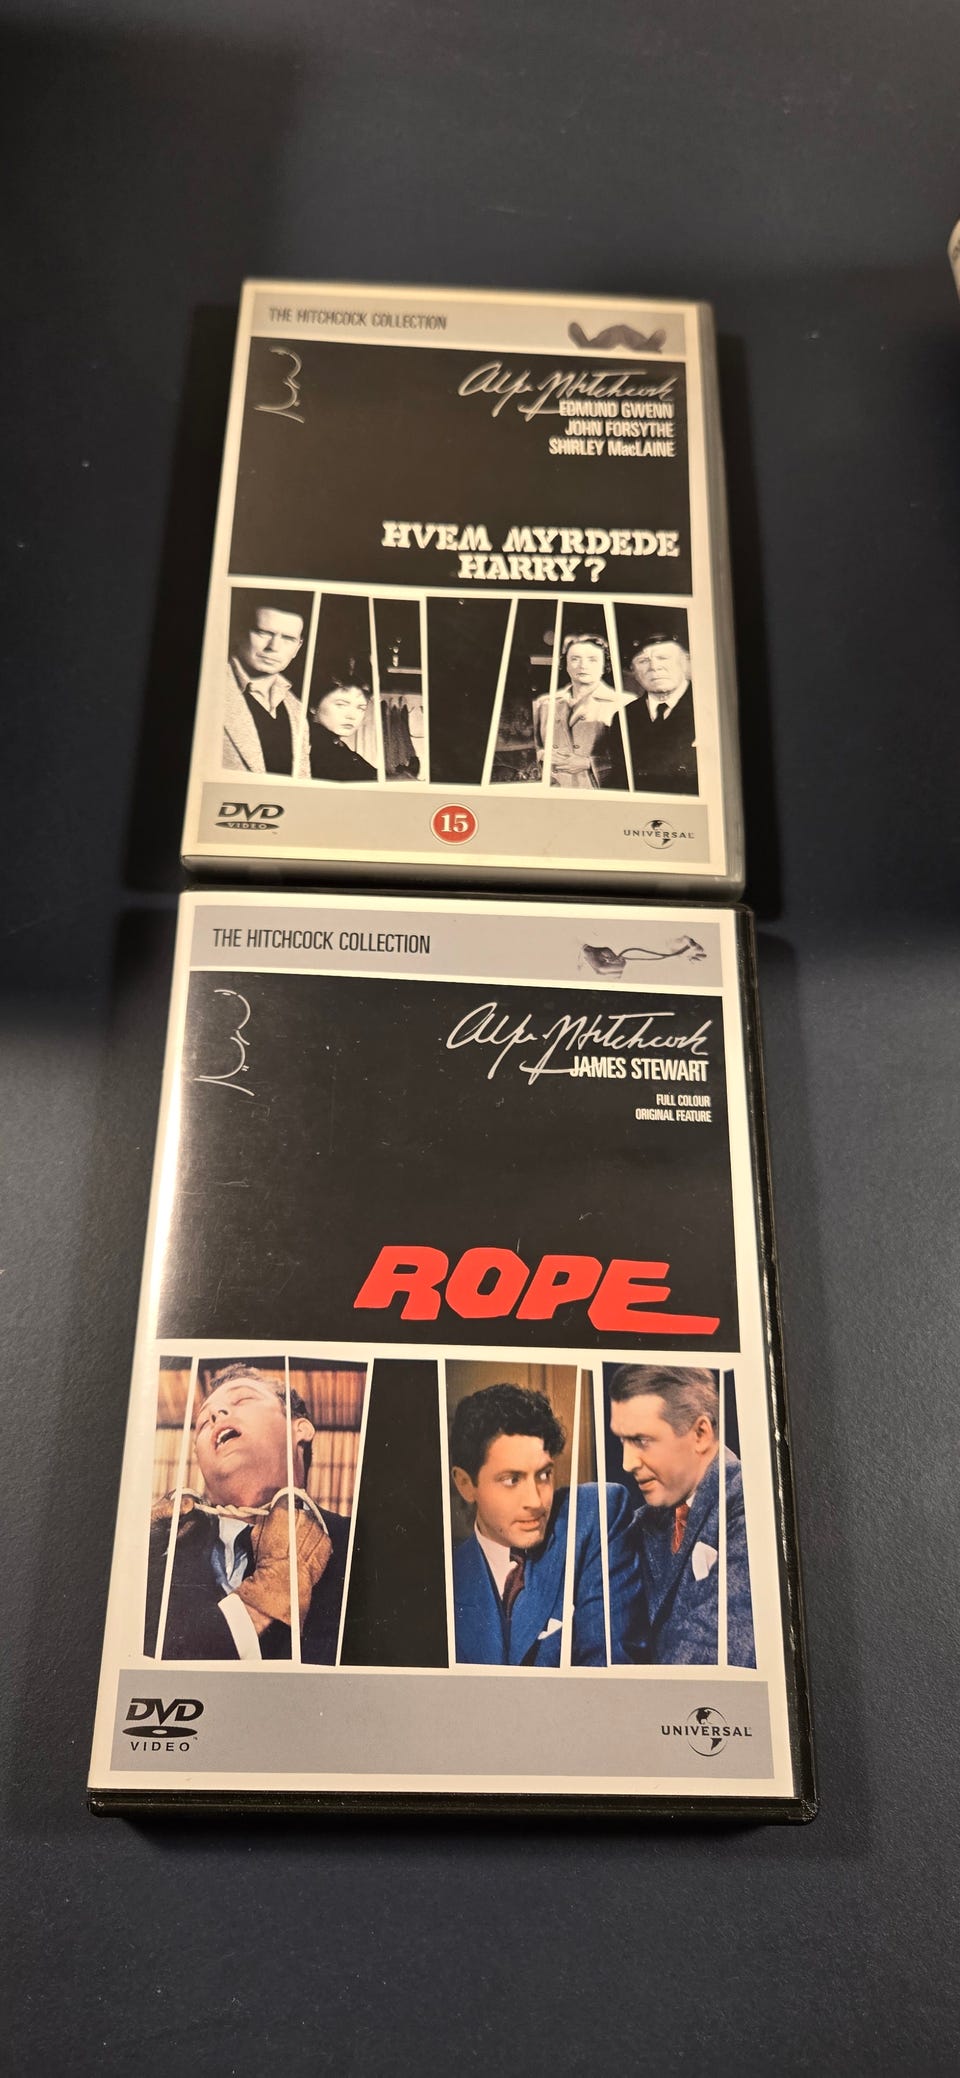 THE HITCHCOCK COLLECTION
Alfred Hitchcock
EDMUND GWENN
JOHN FORSYTHE
SHIRLEY MacLAINE
HVEM MYRDEDE
HARRY?
DVD
VIDEO
15
UNIVERSAL
THE HITCHCOCK COLLECTION
Alfred Hitchcock
JAMES STEWART
FULL COLOUR
ORIGINAL FEATURE
ROPE
DVD
VIDEO
UNIVERSAL